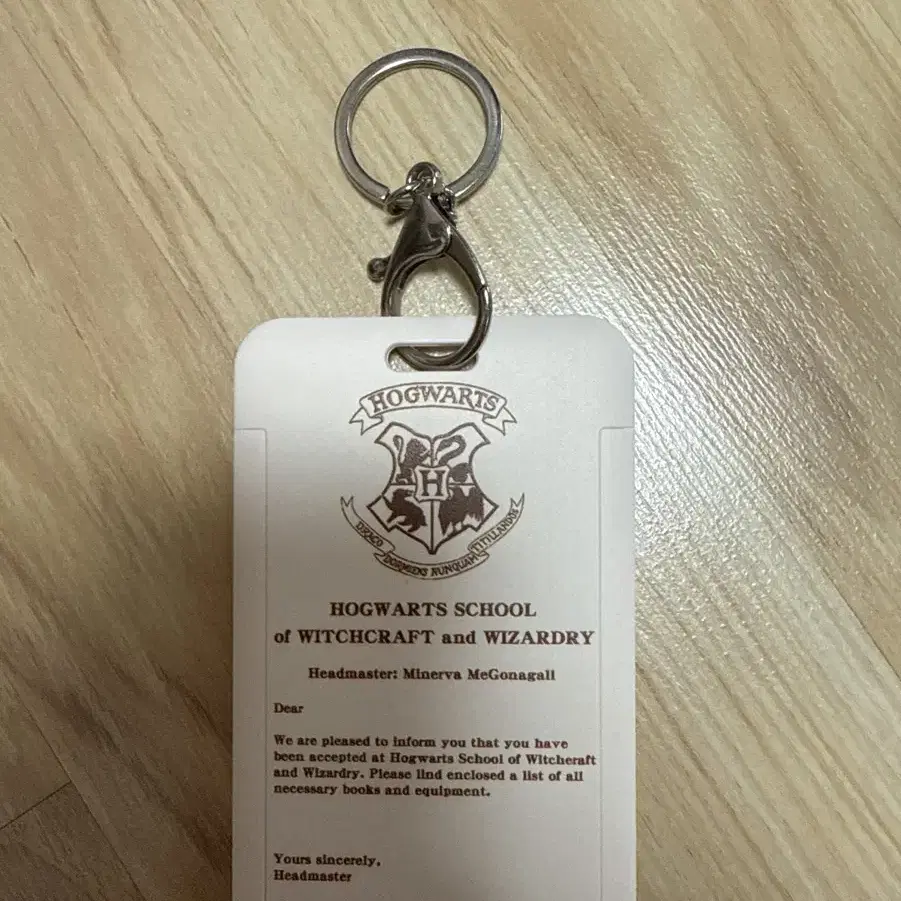 HOGWARTS
H
DRACO DORMIENS NUNQUAM TITILLANDUS
HOGWARTS SCHOOL
of WITCHCRAFT and WIZARDRY
Headmaster: Minerva McGonagall
Dear
We are pleased to inform you that you have
been accepted at Hogwarts School of Witchcraft
and Wizardry. Please lind enclosed a list of all
necessary books and equipment.
Yours sincerely,
Headmaster